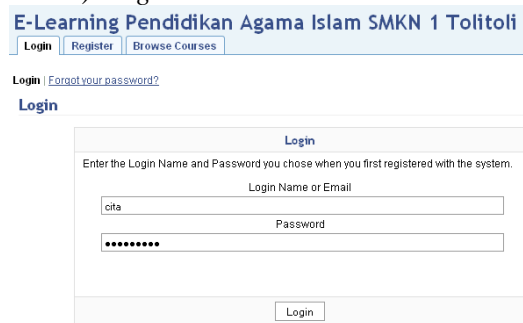 E-Learning Pendidikan Agama Islam SMKN 1 Tolitoli
Login Register Browse Courses
Login | Forgot your password?
Login
Login
Enter the Login Name and Password you chose when you first registered with the system.
Login Name or Email
cita
Password
•••••••••
Login